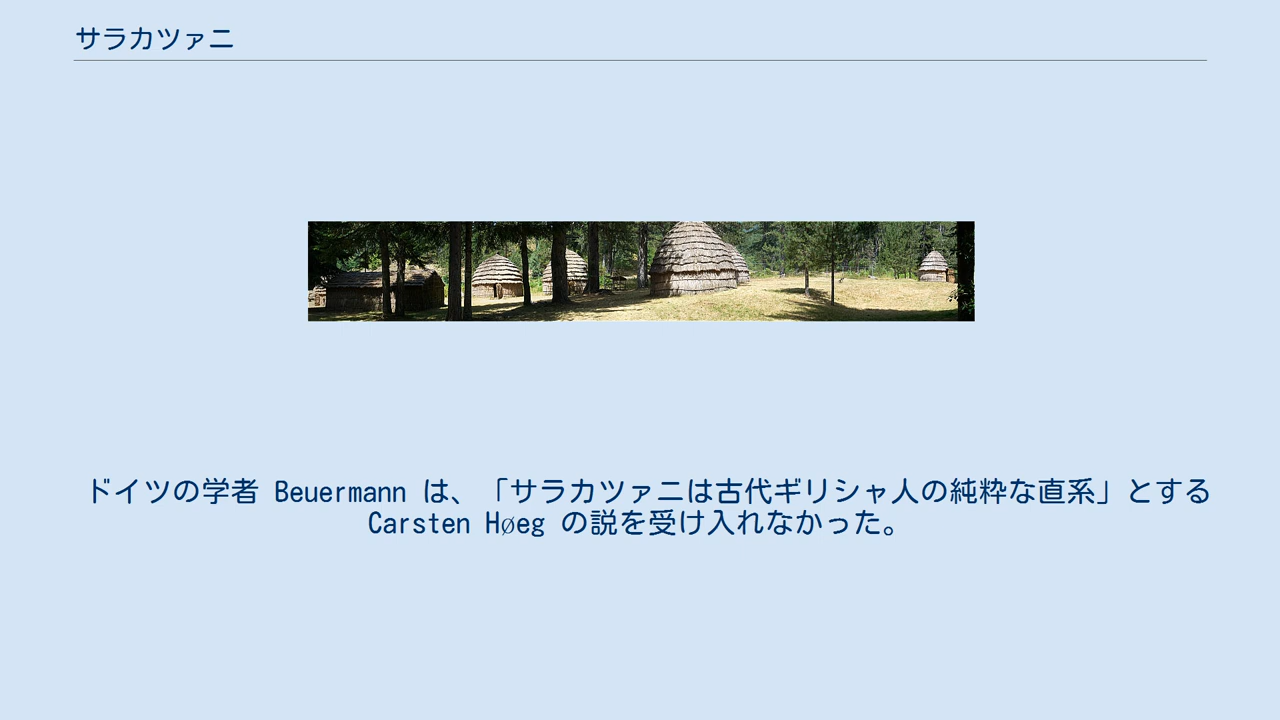 サラカツァニ
ドイツの学者 Beuermann は、「サラカツァニは古代ギリシャ人の純粋な直系」とする
Carsten Høeg の説を受け入れなかった。